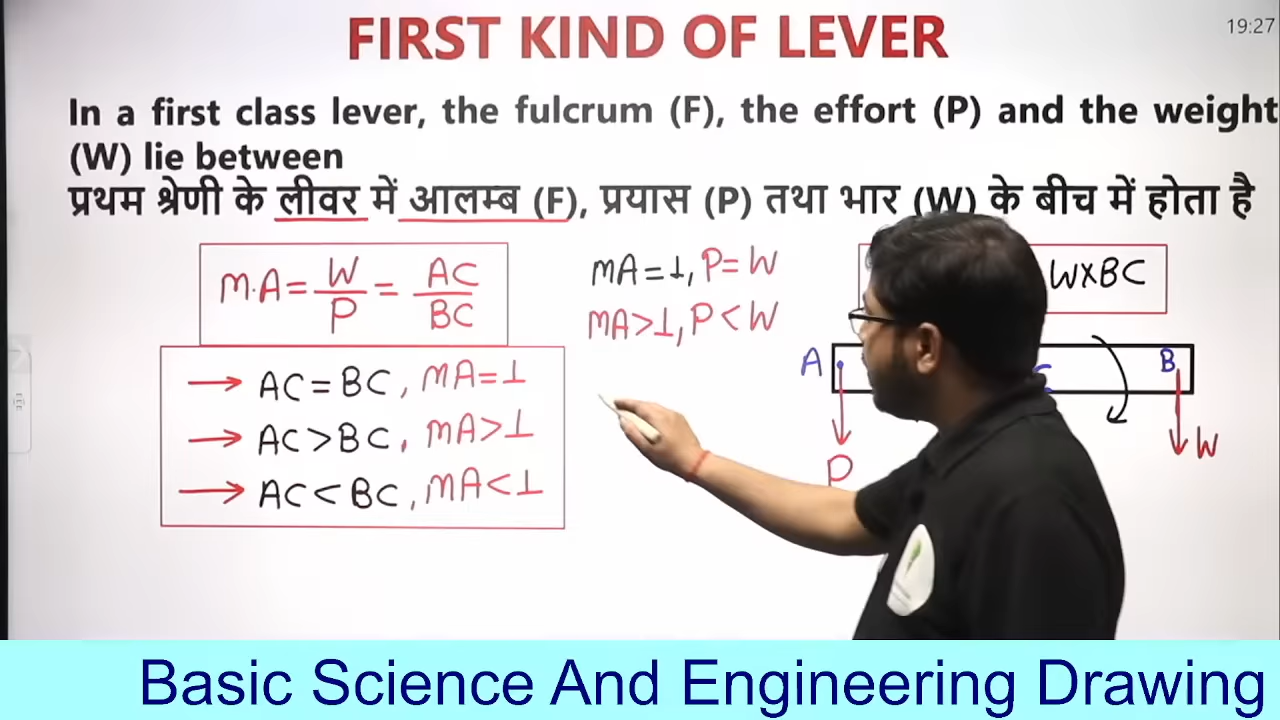 19:27
FIRST KIND OF LEVER
In a first class lever, the fulcrum (F), the effort (P) and the weight
(W) lie between
प्रथम श्रेणी के लीवर में आलम्ब (F), प्रयास (P) तथा भार (W) के बीच में होता है
M.A = W/P = AC/BC
MA=1, P=W
MA>1, P<W
W×BC
→ AC=BC, MA=1
→ AC>BC, MA>1
→ AC<BC, MA<1
A
B
P
W
Basic Science And Engineering Drawing